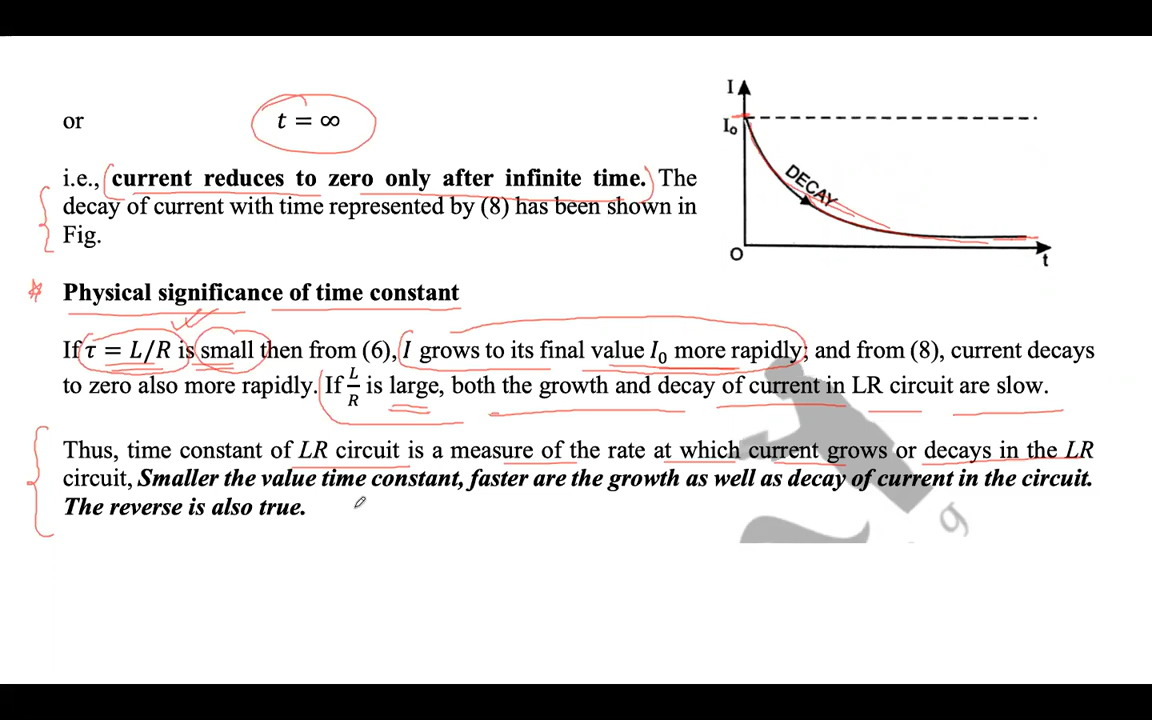 or t = ∞
i.e., current reduces to zero only after infinite time. The
decay of current with time represented by (8) has been shown in
Fig.
I
I₀
DECAY
O
t
Physical significance of time constant
If τ = L/R is small then from (6), I grows to its final value I₀ more rapidly; and from (8), current decays
to zero also more rapidly. If L/R is large, both the growth and decay of current in LR circuit are slow.
Thus, time constant of LR circuit is a measure of the rate at which current grows or decays in the LR
circuit, Smaller the value time constant, faster are the growth as well as decay of current in the circuit.
The reverse is also true.